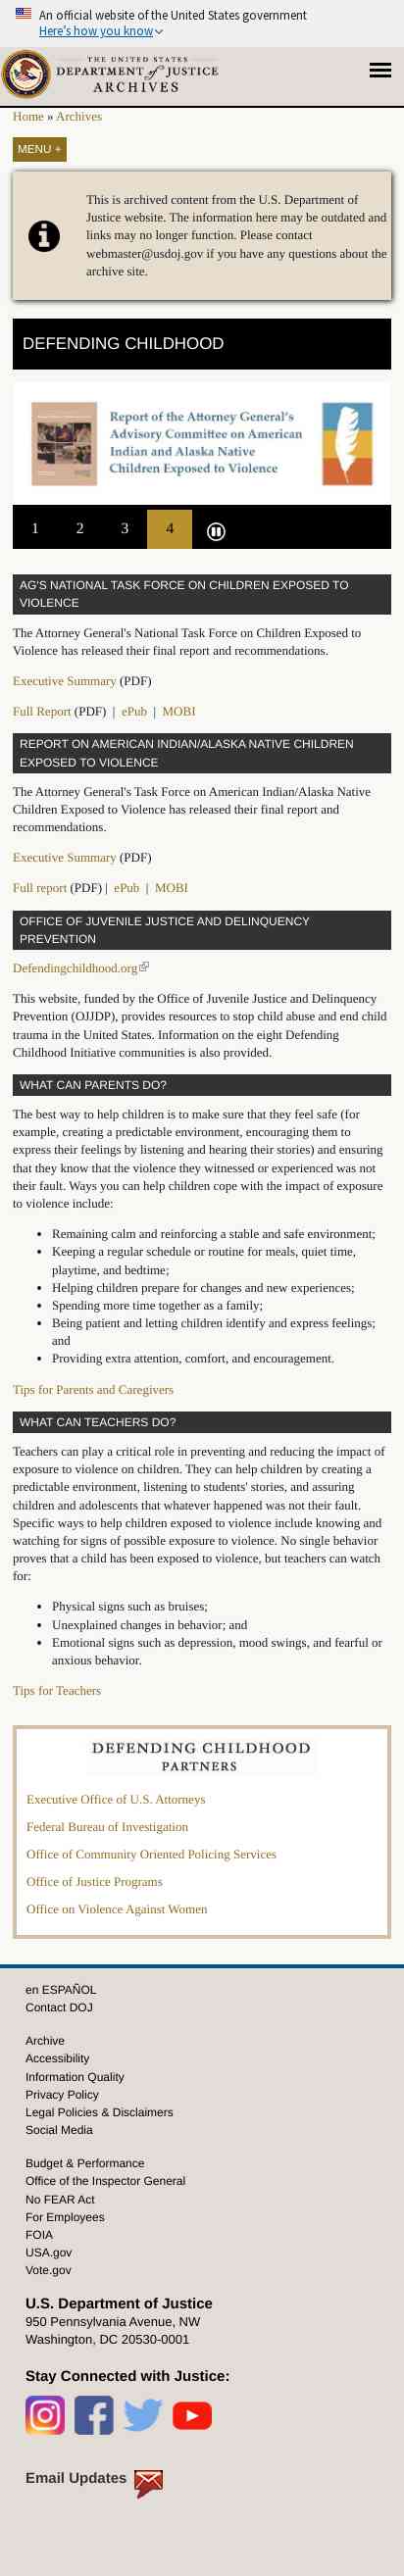 An official website of the United States government
Here's how you know
THE UNITED STATES
DEPARTMENT of JUSTICE
ARCHIVES
Home » Archives
MENU +
This is archived content from the U.S. Department of
Justice website. The information here may be outdated and
links may no longer function. Please contact
webmaster@usdoj.gov if you have any questions about the
archive site.
DEFENDING CHILDHOOD
Report of the Attorney General's
Advisory Committee on American
Indian and Alaska Native
Children Exposed to Violence
1 2 3 4
AG'S NATIONAL TASK FORCE ON CHILDREN EXPOSED TO
VIOLENCE
The Attorney General's National Task Force on Children Exposed to
Violence has released their final report and recommendations.
Executive Summary (PDF)
Full Report (PDF) | ePub | MOBI
REPORT ON AMERICAN INDIAN/ALASKA NATIVE CHILDREN
EXPOSED TO VIOLENCE
The Attorney General's Task Force on American Indian/Alaska Native
Children Exposed to Violence has released their final report and
recommendations.
Executive Summary (PDF)
Full report (PDF) | ePub | MOBI
OFFICE OF JUVENILE JUSTICE AND DELINQUENCY
PREVENTION
Defendingchildhood.org
This website, funded by the Office of Juvenile Justice and Delinquency
Prevention (OJJDP), provides resources to stop child abuse and end child
trauma in the United States. Information on the eight Defending
Childhood Initiative communities is also provided.
WHAT CAN PARENTS DO?
The best way to help children is to make sure that they feel safe (for
example, creating a predictable environment, encouraging them to
express their feelings by listening and hearing their stories) and ensuring
that they know that the violence they witnessed or experienced was not
their fault. Ways you can help children cope with the impact of exposure
to violence include:
• Remaining calm and reinforcing a stable and safe environment;
• Keeping a regular schedule or routine for meals, quiet time,
playtime, and bedtime;
• Helping children prepare for changes and new experiences;
• Spending more time together as a family;
• Being patient and letting children identify and express feelings;
and
• Providing extra attention, comfort, and encouragement.
Tips for Parents and Caregivers
WHAT CAN TEACHERS DO?
Teachers can play a critical role in preventing and reducing the impact of
exposure to violence on children. They can help children by creating a
predictable environment, listening to students' stories, and assuring
children and adolescents that whatever happened was not their fault.
Specific ways to help children exposed to violence include knowing and
watching for signs of possible exposure to violence. No single behavior
proves that a child has been exposed to violence, but teachers can watch
for:
• Physical signs such as bruises;
• Unexplained changes in behavior; and
• Emotional signs such as depression, mood swings, and fearful or
anxious behavior.
Tips for Teachers
DEFENDING CHILDHOOD
PARTNERS
Executive Office of U.S. Attorneys
Federal Bureau of Investigation
Office of Community Oriented Policing Services
Office of Justice Programs
Office on Violence Against Women
en ESPAÑOL
Contact DOJ
Archive
Accessibility
Information Quality
Privacy Policy
Legal Policies & Disclaimers
Social Media
Budget & Performance
Office of the Inspector General
No FEAR Act
For Employees
FOIA
USA.gov
Vote.gov
U.S. Department of Justice
950 Pennsylvania Avenue, NW
Washington, DC 20530-0001
Stay Connected with Justice:
Email Updates